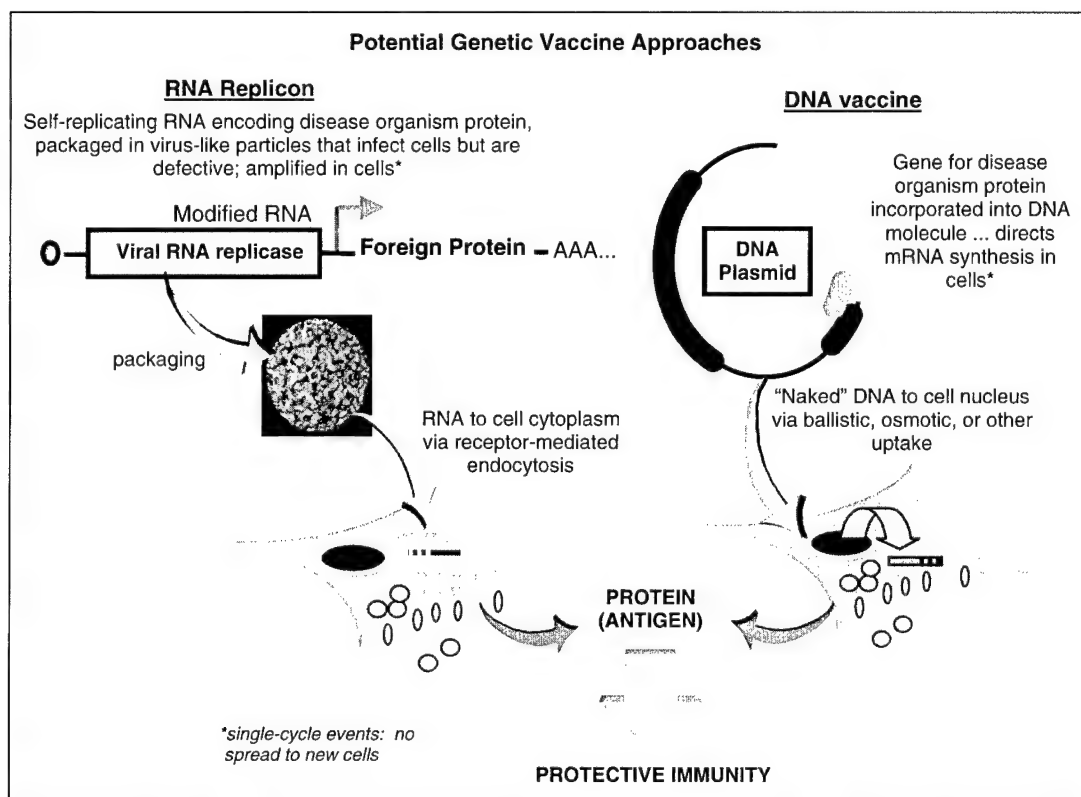 Potential Genetic Vaccine Approaches
RNA Replicon
Self-replicating RNA encoding disease organism protein,
packaged in virus-like particles that infect cells but are
defective; amplified in cells*
Modified RNA
Viral RNA replicase
Foreign Protein
AAA...
packaging
RNA to cell cytoplasm
via receptor-mediated
endocytosis
DNA vaccine
Gene for disease
organism protein
incorporated into DNA
molecule ... directs
mRNA synthesis in
cells*
DNA
Plasmid
"Naked" DNA to cell nucleus
via ballistic, osmotic, or other
uptake
PROTEIN
(ANTIGEN)
*single-cycle events: no
spread to new cells
PROTECTIVE IMMUNITY